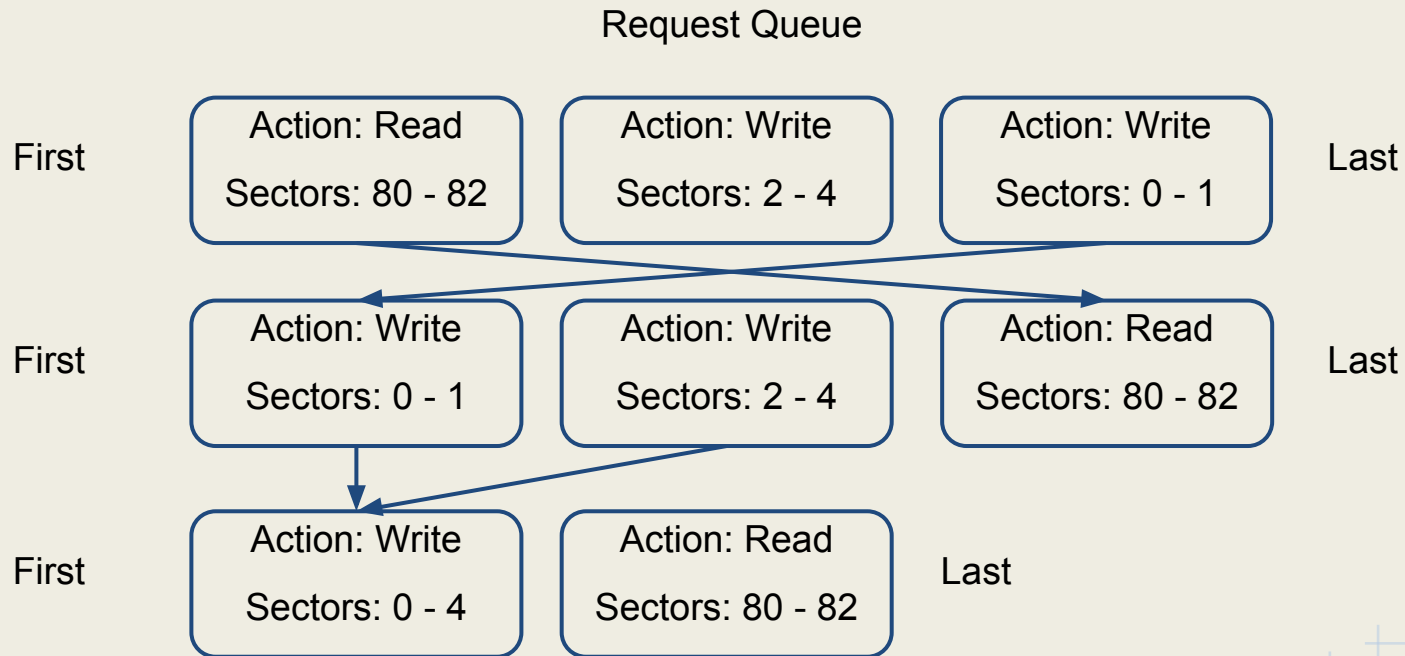 Request Queue
First
Action: Read
Sectors: 80 - 82
Action: Write
Sectors: 2 - 4
Action: Write
Sectors: 0 - 1
Last
First
Action: Write
Sectors: 0 - 1
Action: Write
Sectors: 2 - 4
Action: Read
Sectors: 80 - 82
Last
First
Action: Write
Sectors: 0 - 4
Action: Read
Sectors: 80 - 82
Last